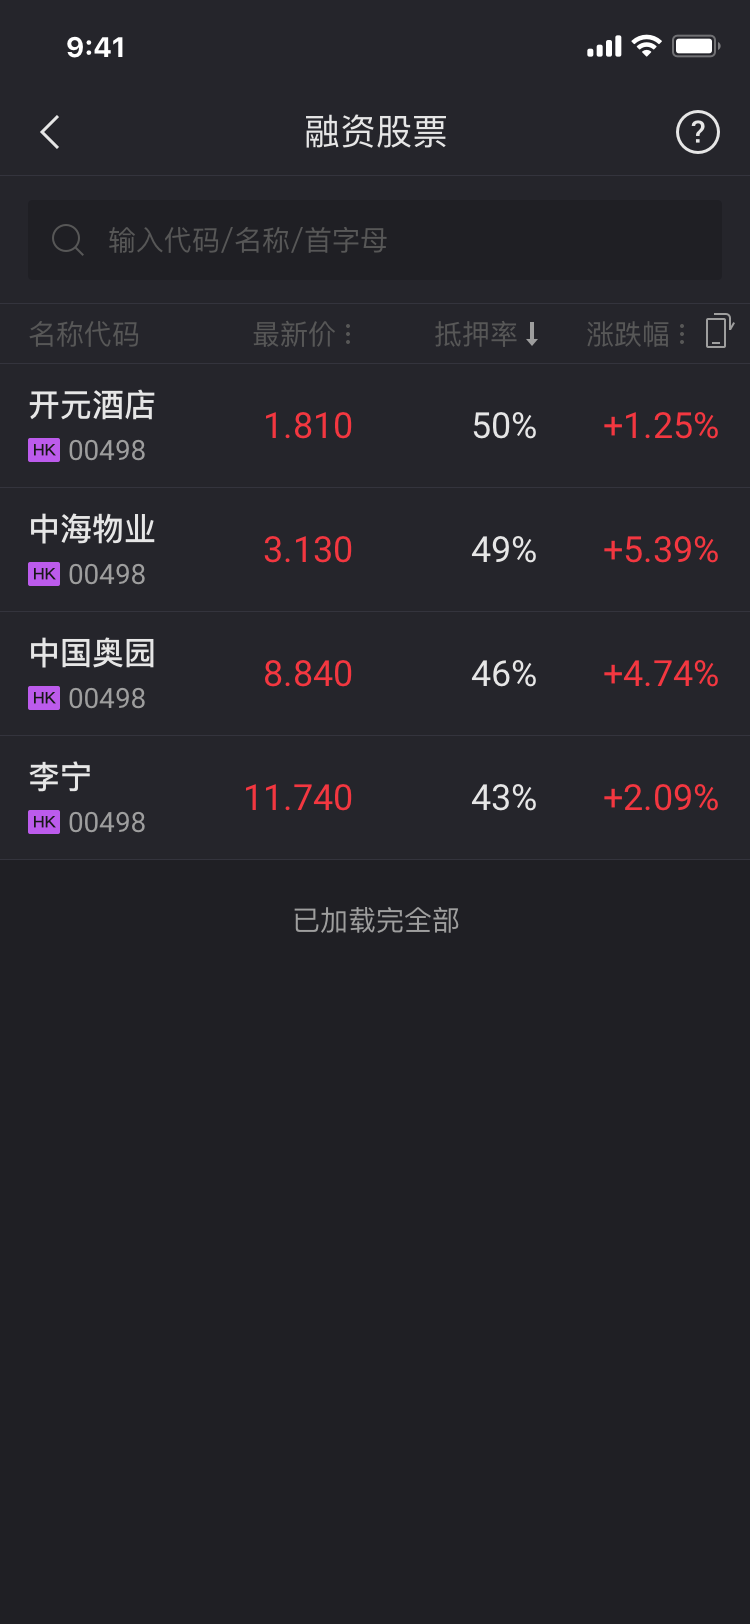 9:41
融资股票
?
输入代码/名称/首字母
名称代码 最新价 抵押率 涨跌幅
开元酒店
HK 00498
1.810 50% +1.25%
中海物业
HK 00498
3.130 49% +5.39%
中国奥园
HK 00498
8.840 46% +4.74%
李宁
HK 00498
11.740 43% +2.09%
已加载完全部